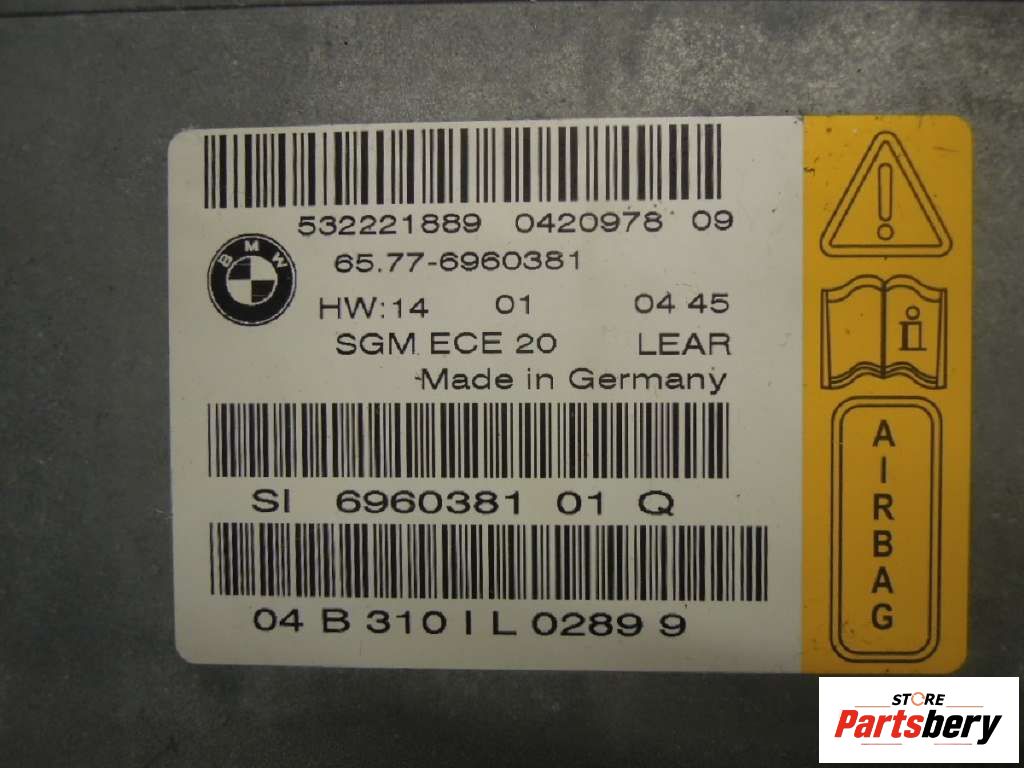 532221889 0420978 09
BMW
65.77-6960381
HW:14 01 04 45
SGM ECE 20 LEAR
Made in Germany
SI 6960381 01 Q
04 B 310 I L 0289 9
AIRBAG
STORE
Partsbery